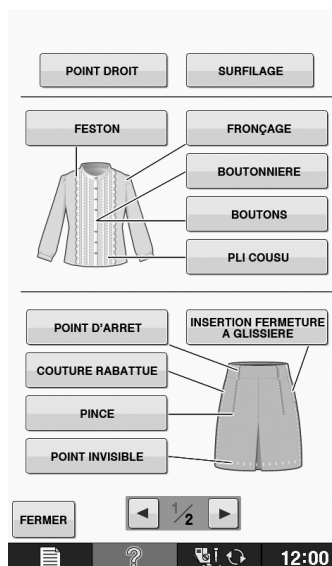 POINT DROIT
SURFILAGE
FESTON
FRONÇAGE
BOUTONNIERE
BOUTONS
PLI COUSU
POINT D'ARRET
INSERTION FERMETURE
A GLISSIERE
COUTURE RABATTUE
PINCE
POINT INVISIBLE
FERMER
1/2
12:00